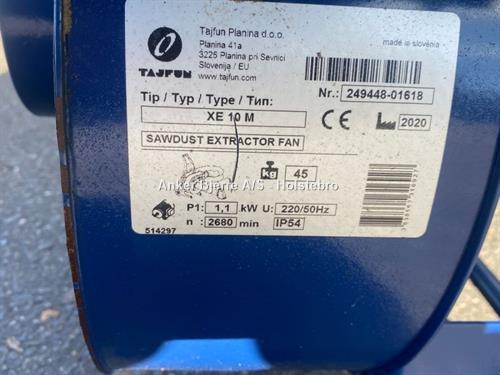 Tajfun Planina d.o.o.
Planina 41a
3225 Planina pri Sevnici
Slovenija / EU
www.tajfun.com
made in slovenia
TAJFUN
Nr.: 249448-01618
Tip / Typ / Type / Тип:
XE 10 M
CE
2020
SAWDUST EXTRACTOR FAN
kg 45
Anker Bjerre A/S - Holstebro
P1: 1,1 kW U: 220/50Hz
n : 2680 min IP54
514297